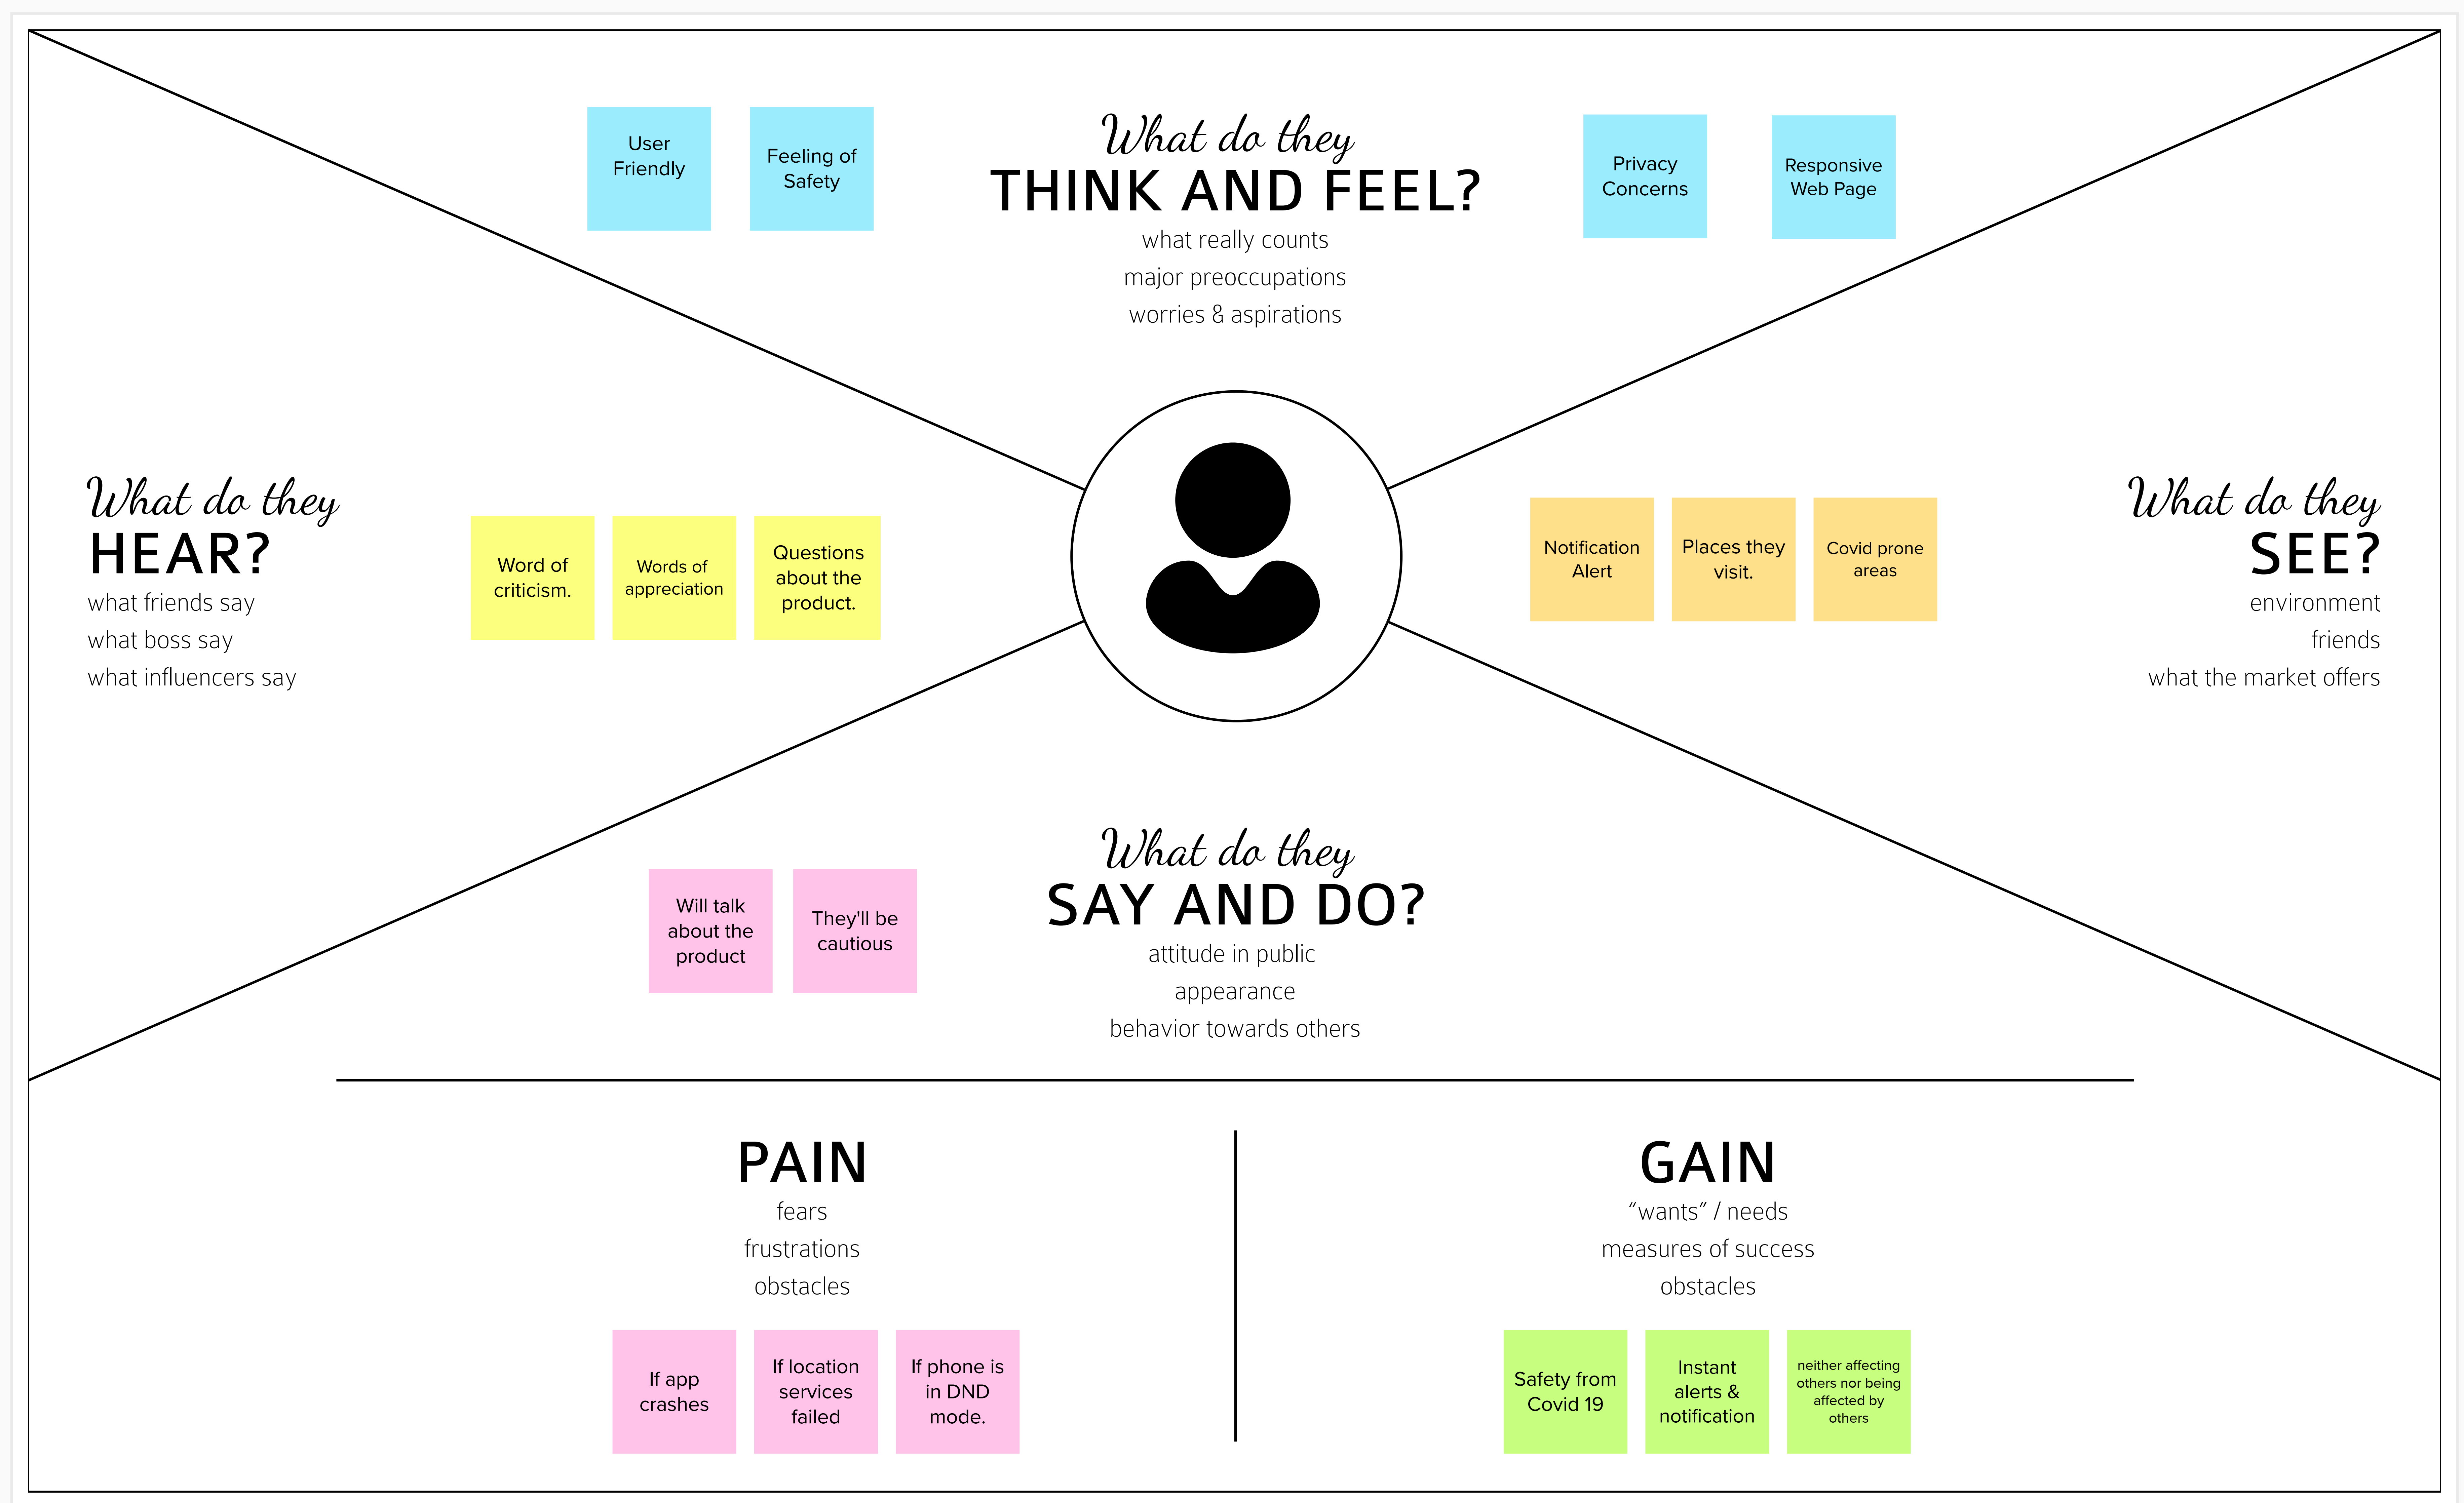 User
Friendly
Feeling of
Safety
What do they
THINK AND FEEL?
what really counts
major preoccupations
worries & aspirations
Privacy
Concerns
Responsive
Web Page
What do they
HEAR?
what friends say
what boss say
what influencers say
Word of
criticism.
Words of
appreciation
Questions
about the
product.
Notification
Alert
Places they
visit.
Covid prone
areas
What do they
SEE?
environment
friends
what the market offers
Will talk
about the
product
They'll be
cautious
What do they
SAY AND DO?
attitude in public
appearance
behavior towards others
PAIN
fears
frustrations
obstacles
If app
crashes
If location
services
failed
If phone is
in DND
mode.
GAIN
“wants” / needs
measures of success
obstacles
Safety from
Covid 19
Instant
alerts &
notification
neither affecting
others nor being
affected by
others